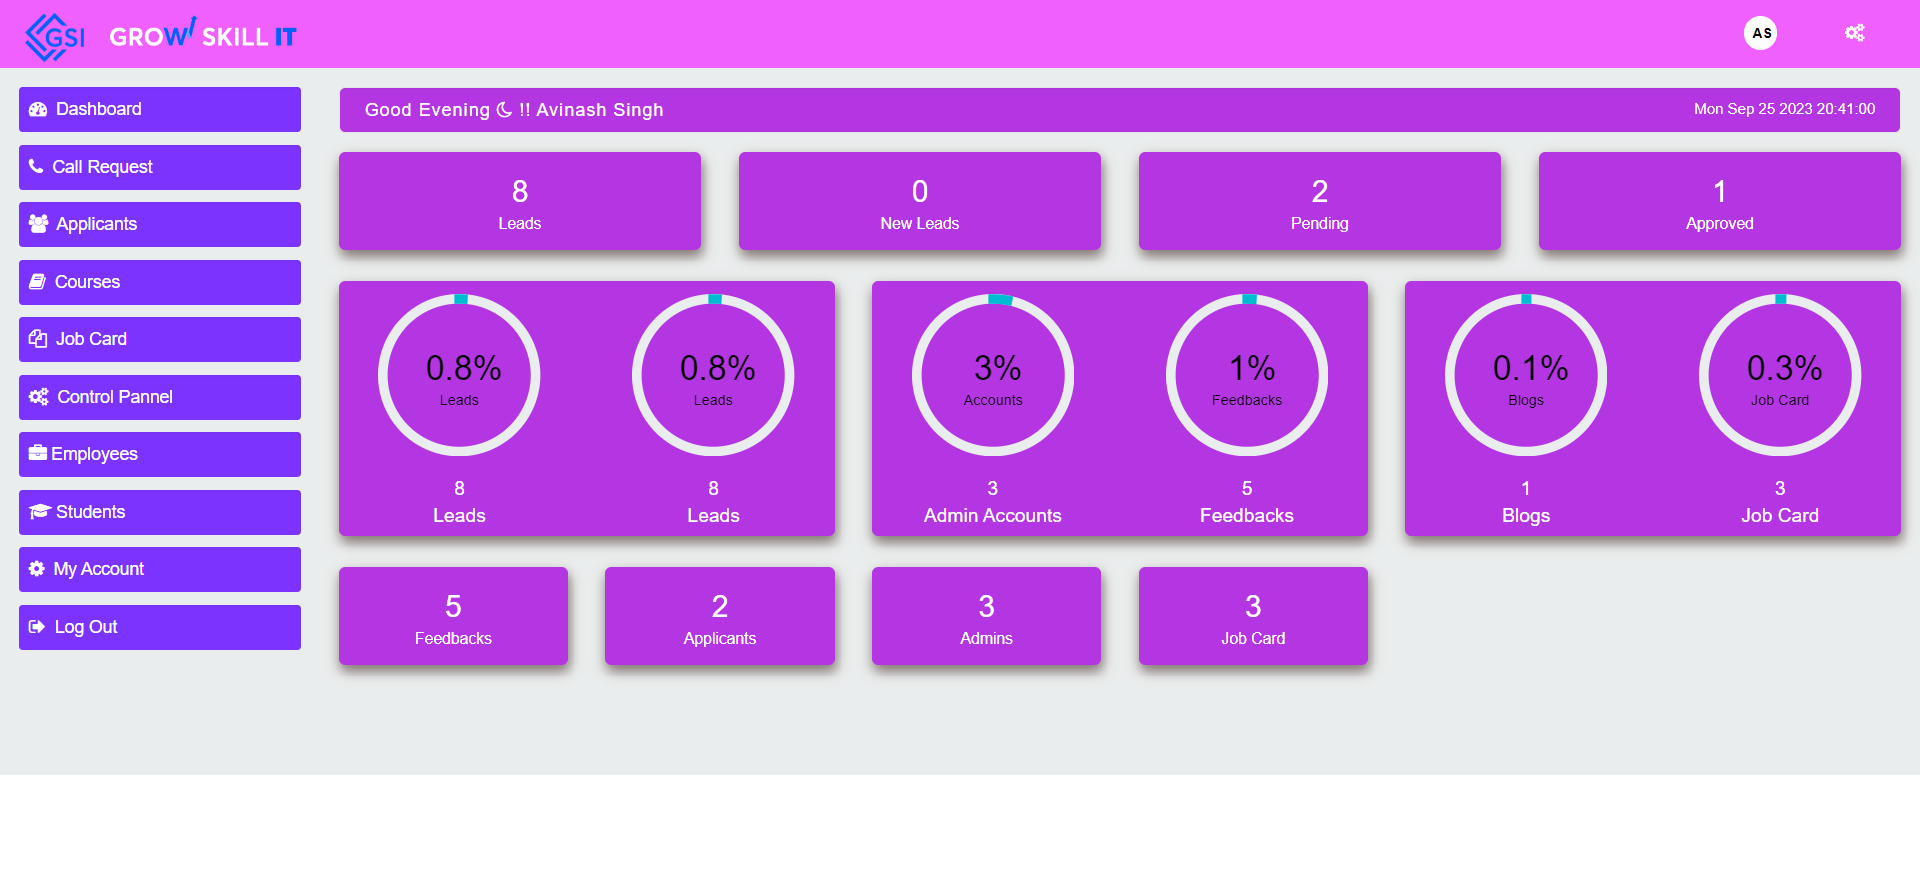 GSI GROW SKILL IT
AS
Dashboard
Call Request
Applicants
Courses
Job Card
Control Pannel
Employees
Students
My Account
Log Out
Good Evening !! Avinash Singh
Mon Sep 25 2023 20:41:00
8
Leads
0
New Leads
2
Pending
1
Approved
0.8%
Leads
8
Leads
0.8%
Leads
8
Leads
3%
Accounts
3
Admin Accounts
1%
Feedbacks
5
Feedbacks
0.1%
Blogs
1
Blogs
0.3%
Job Card
3
Job Card
5
Feedbacks
2
Applicants
3
Admins
3
Job Card